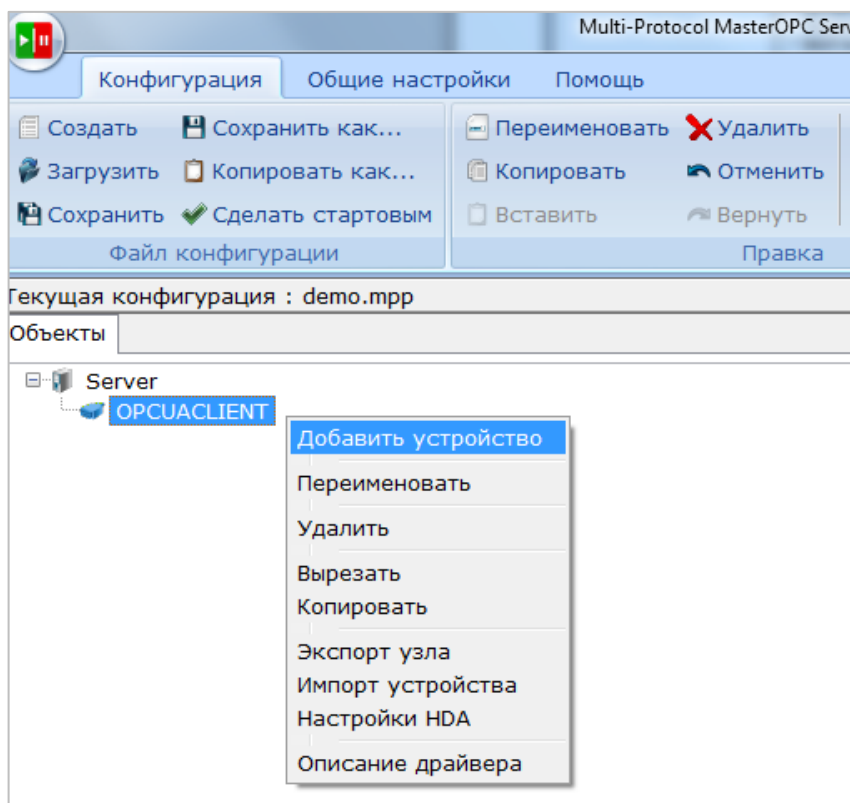 Multi-Protocol MasterOPC Serv
Конфигурация Общие настройки Помощь
Создать Сохранить как... Переименовать Удалить
Загрузить Копировать как... Копировать Отменить
Сохранить Сделать стартовым Вставить Вернуть
Файл конфигурации Правка
Текущая конфигурация : demo.mpp
Объекты
Server
OPCUACLIENT
Добавить устройство
Переименовать
Удалить
Вырезать
Копировать
Экспорт узла
Импорт устройства
Настройки HDA
Описание драйвера